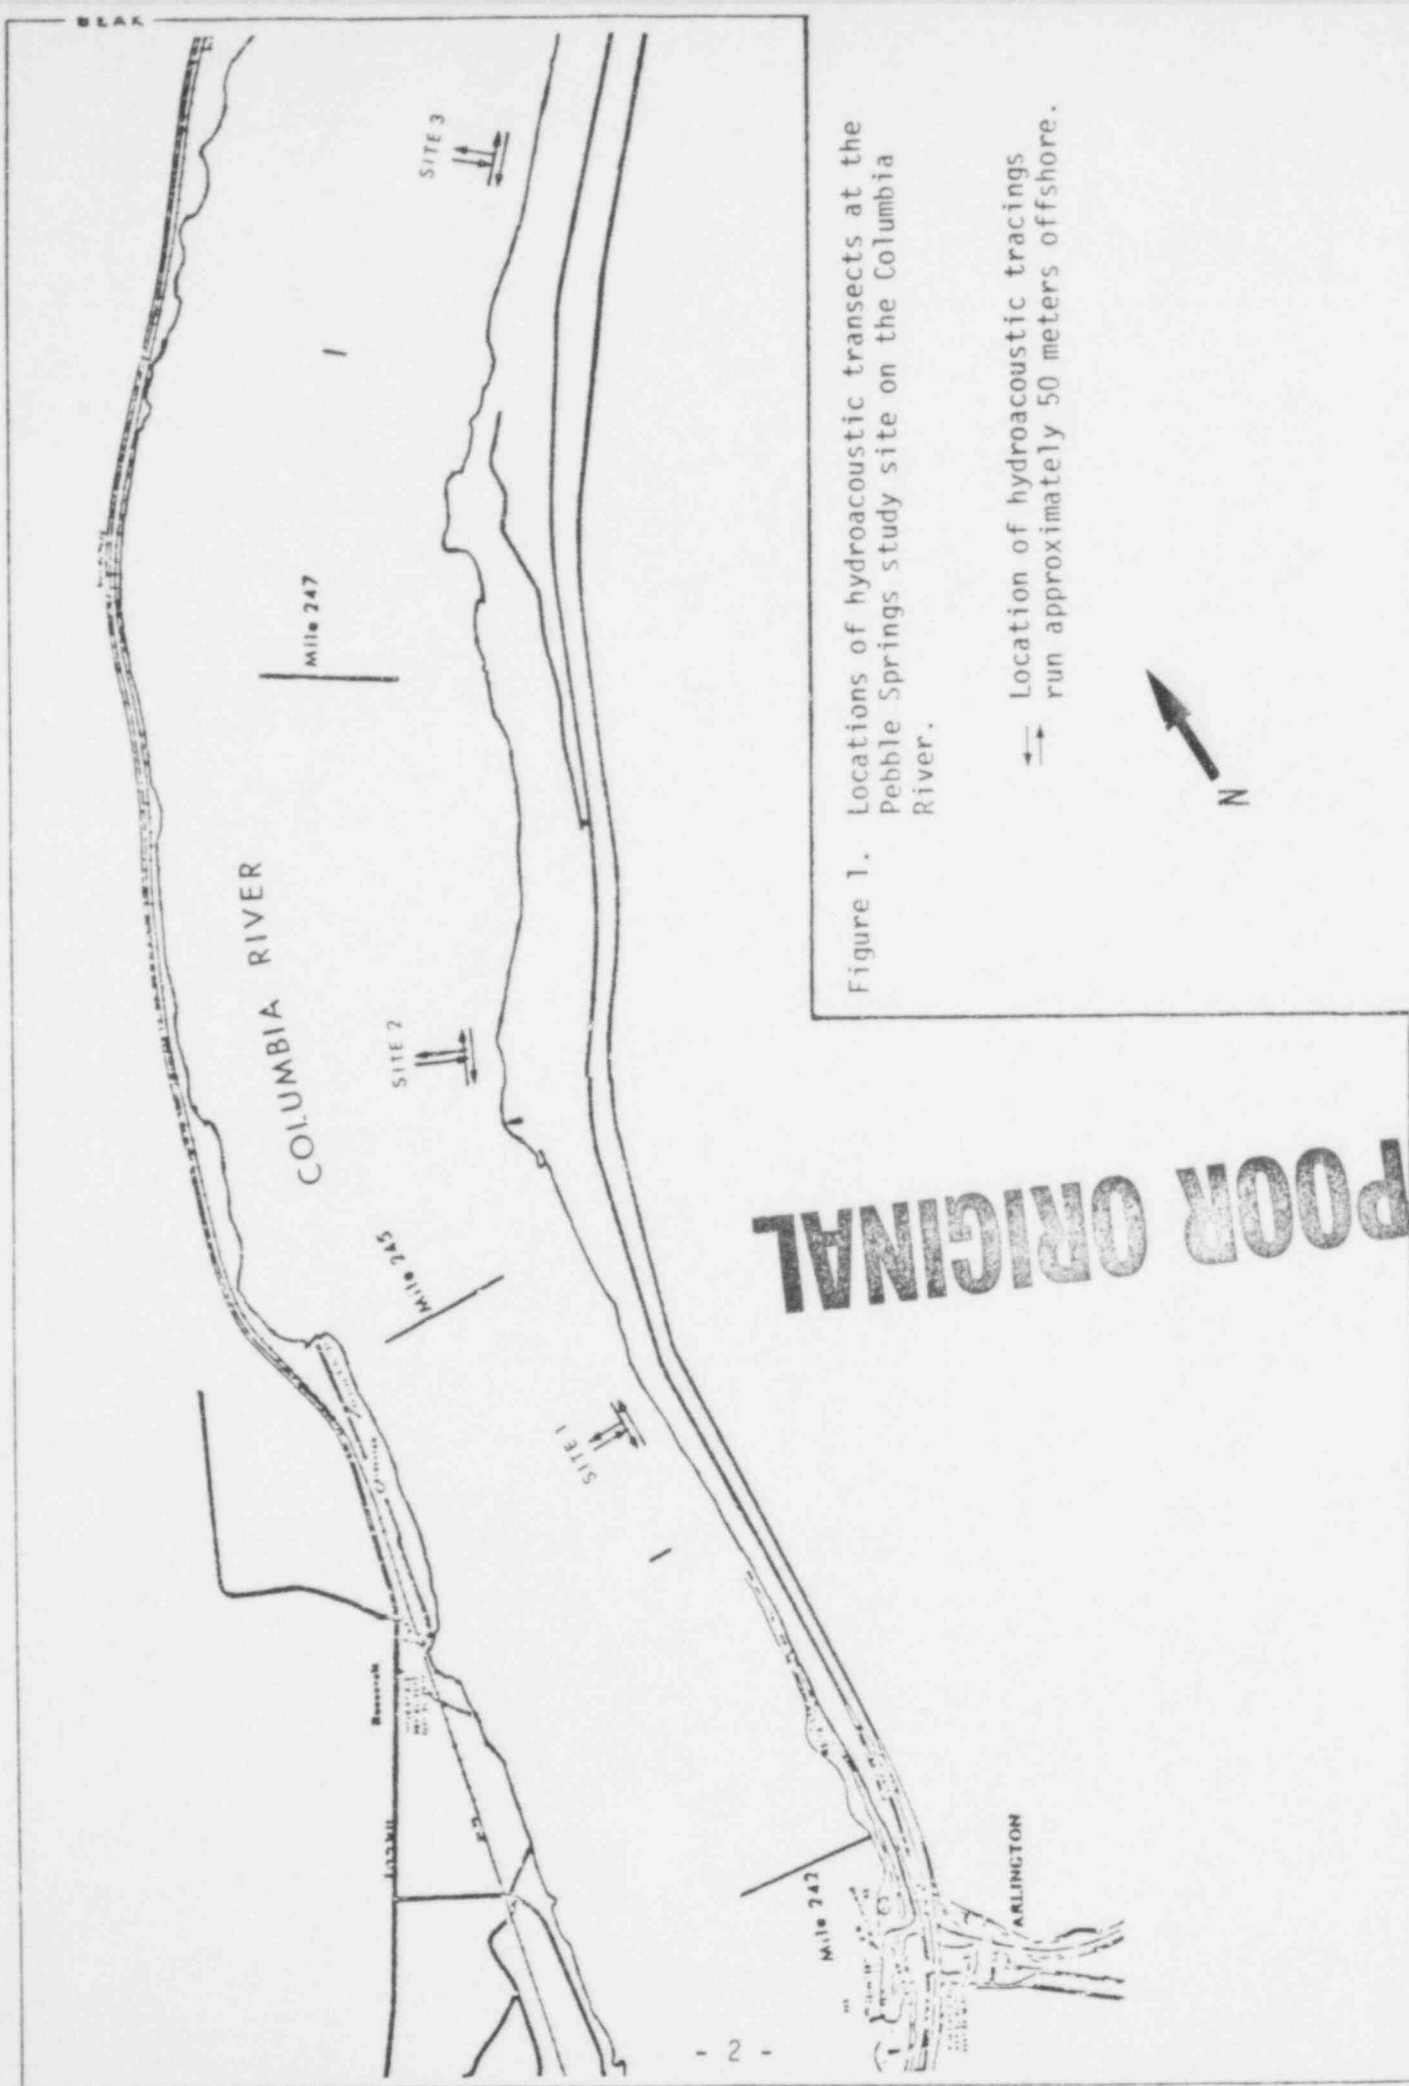 BEAK
SITE 3
Mile 247
COLUMBIA RIVER
SITE 2
Mile 245
SITE 1
Roosevelt
Mile 242
ARLINGTON
Figure 1. Locations of hydroacoustic transects at the
Pebble Springs study site on the Columbia
River.
Location of hydroacoustic tracings
run approximately 50 meters offshore.
N
POOR ORIGINAL
- 2 -